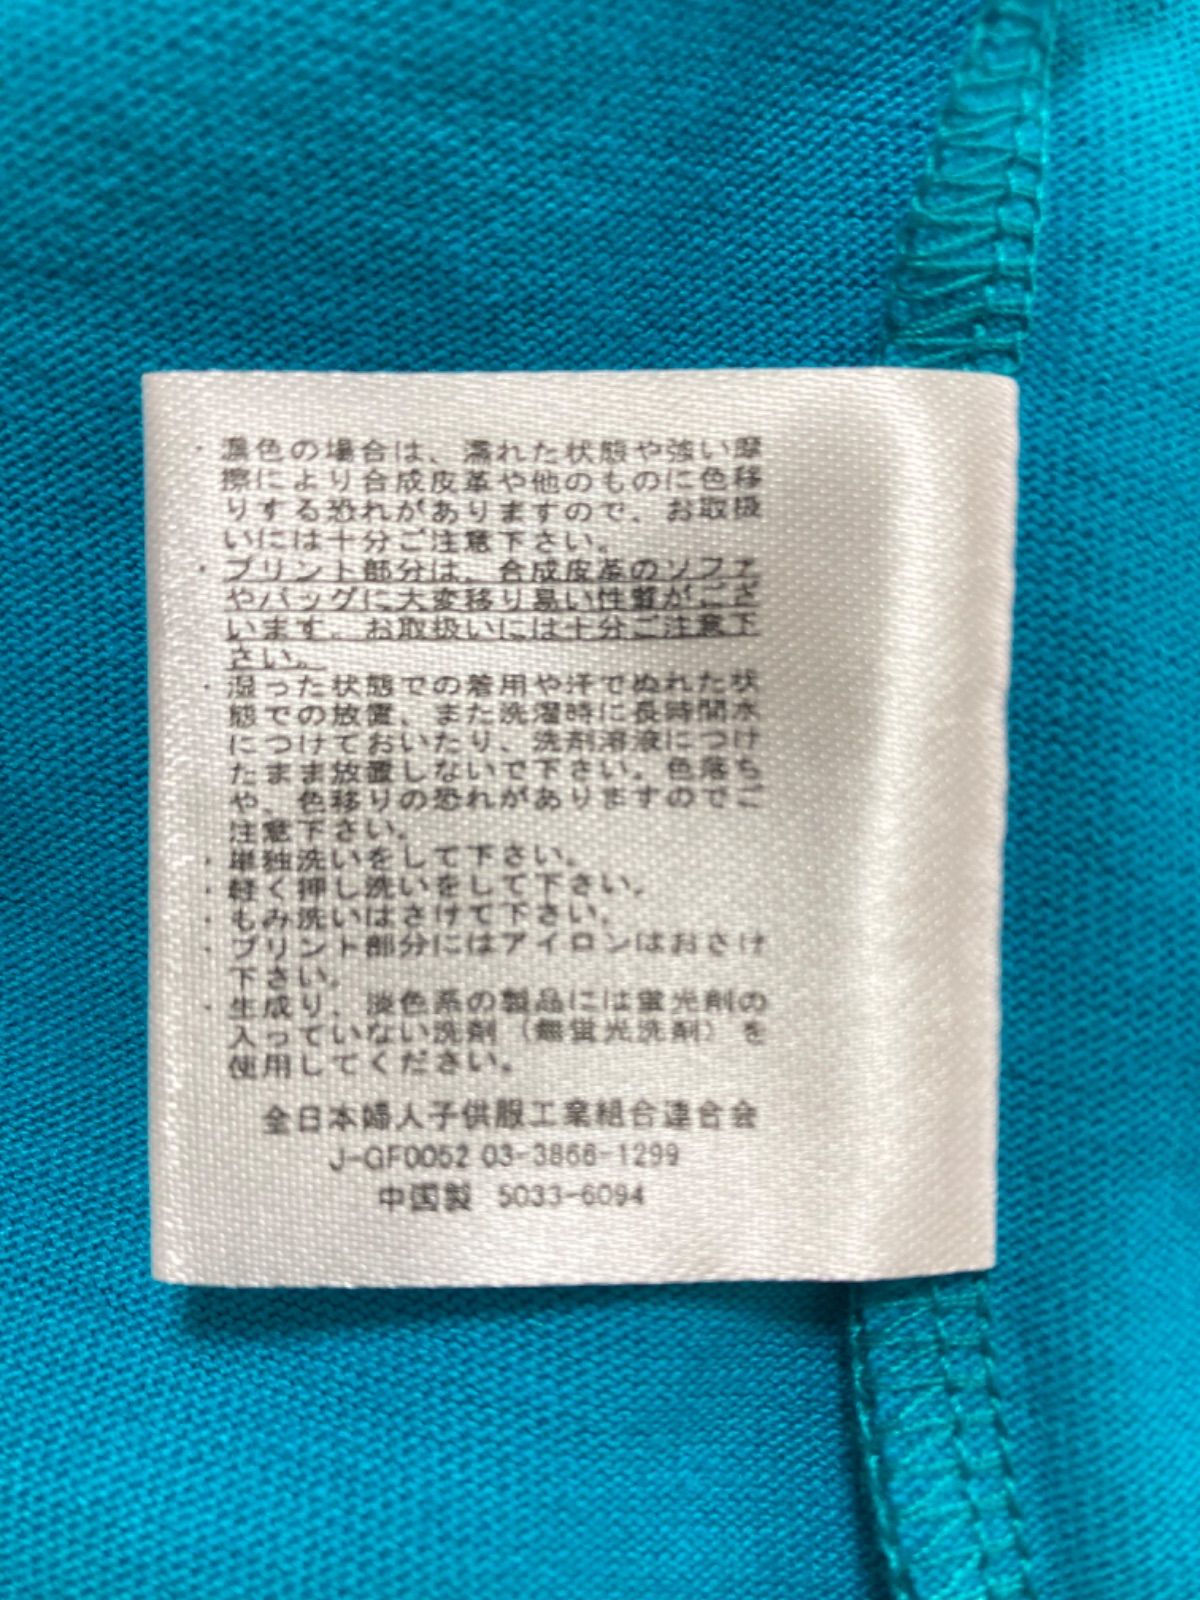 ・濃色の場合は、濡れた状態や強い摩
擦により合成皮革や他のものに色移
りする恐れがありますので、お取扱
いには十分ご注意下さい。
・プリント部分は、合成皮革のソファ
やバッグに大変移り易い性質がござ
います。お取扱いには十分ご注意下
さい。
・湿った状態での着用や汗でぬれた状
態での放置、また洗濯時に長時間水
につけておいたり、洗剤溶液につけ
たまま放置しないで下さい。色落ち
や、色移りの恐れがありますのでご
注意下さい。
・単独洗いをして下さい。
・軽く押し洗いをして下さい。
・もみ洗いはさけて下さい。
・プリント部分にはアイロンはおさけ
下さい。
・生成り、淡色系の製品には蛍光剤の
入っていない洗剤（無蛍光洗剤）を
使用してください。
全日本婦人子供服工業組合連合会
J-GF0052 03-3866-1299
中国製 5033-6094